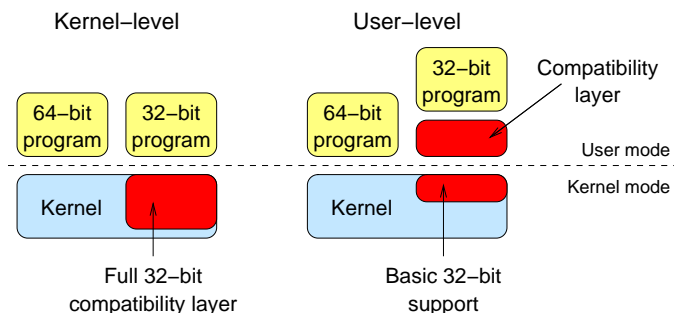 Kernel−level
User−level
64−bit
program
32−bit
program
64−bit
program
32−bit
program
Compatibility
layer
User mode
Kernel mode
Kernel
Kernel
Full 32−bit
compatibility layer
Basic 32−bit
support